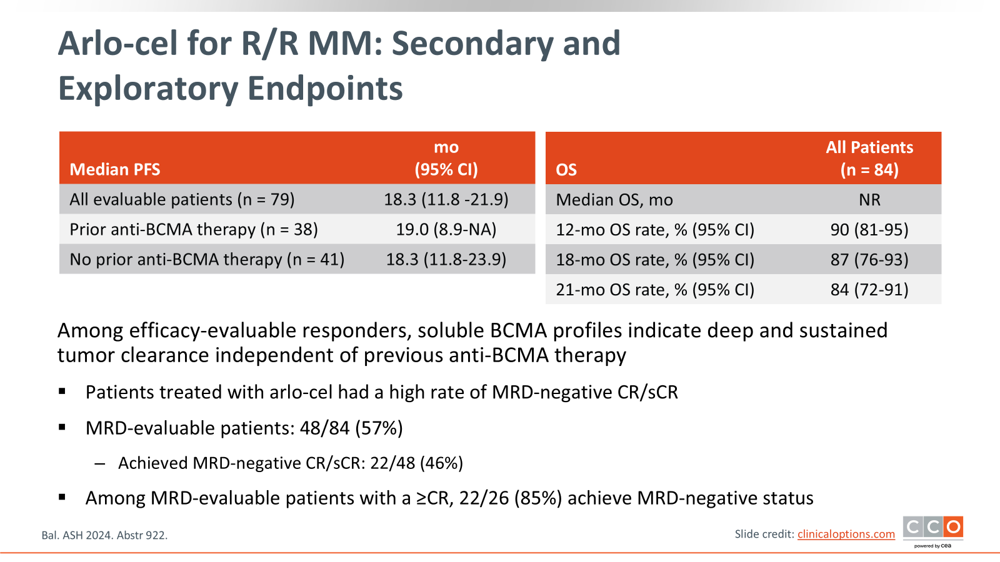 Arlo-cel for R/R MM: Secondary and
Exploratory Endpoints
Median PFS mo (95% CI)
All evaluable patients (n = 79) 18.3 (11.8 -21.9)
Prior anti-BCMA therapy (n = 38) 19.0 (8.9-NA)
No prior anti-BCMA therapy (n = 41) 18.3 (11.8-23.9)
OS All Patients (n = 84)
Median OS, mo NR
12-mo OS rate, % (95% CI) 90 (81-95)
18-mo OS rate, % (95% CI) 87 (76-93)
21-mo OS rate, % (95% CI) 84 (72-91)
Among efficacy-evaluable responders, soluble BCMA profiles indicate deep and sustained
tumor clearance independent of previous anti-BCMA therapy
▪ Patients treated with arlo-cel had a high rate of MRD-negative CR/sCR
▪ MRD-evaluable patients: 48/84 (57%)
– Achieved MRD-negative CR/sCR: 22/48 (46%)
▪ Among MRD-evaluable patients with a ≥CR, 22/26 (85%) achieve MRD-negative status
Bal. ASH 2024. Abstr 922.
Slide credit: clinicaloptions.com
CCO
powered by cea